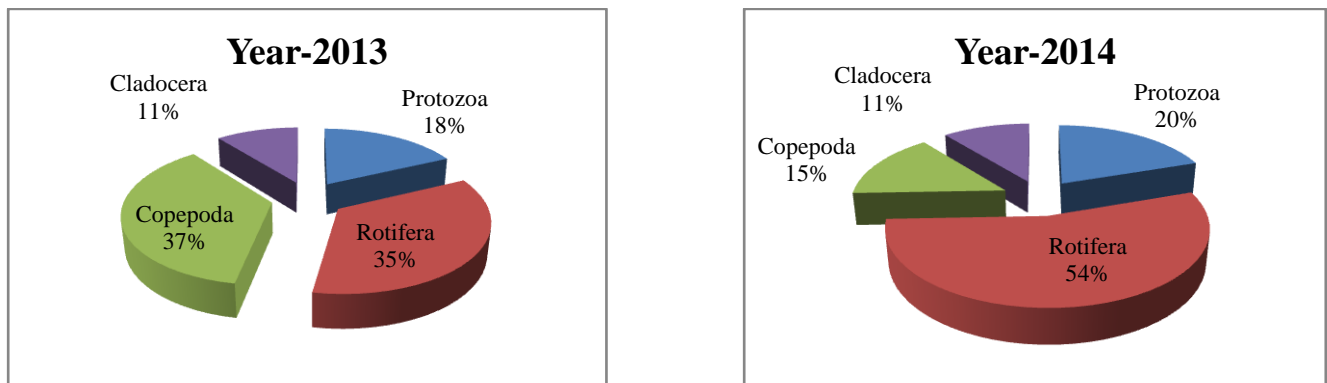 Year-2013
Cladocera
11%
Protozoa
18%
Copepoda
37%
Rotifera
35%
Year-2014
Cladocera
11%
Protozoa
20%
Copepoda
15%
Rotifera
54%